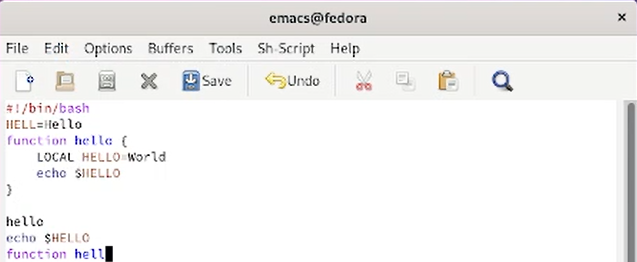 emacs@fedora
File Edit Options Buffers Tools Sh-Script Help
Save Undo
#!/bin/bash
HELL=Hello
function hello {
    LOCAL HELLO=World
    echo $HELLO
}
hello
echo $HELLO
function hell